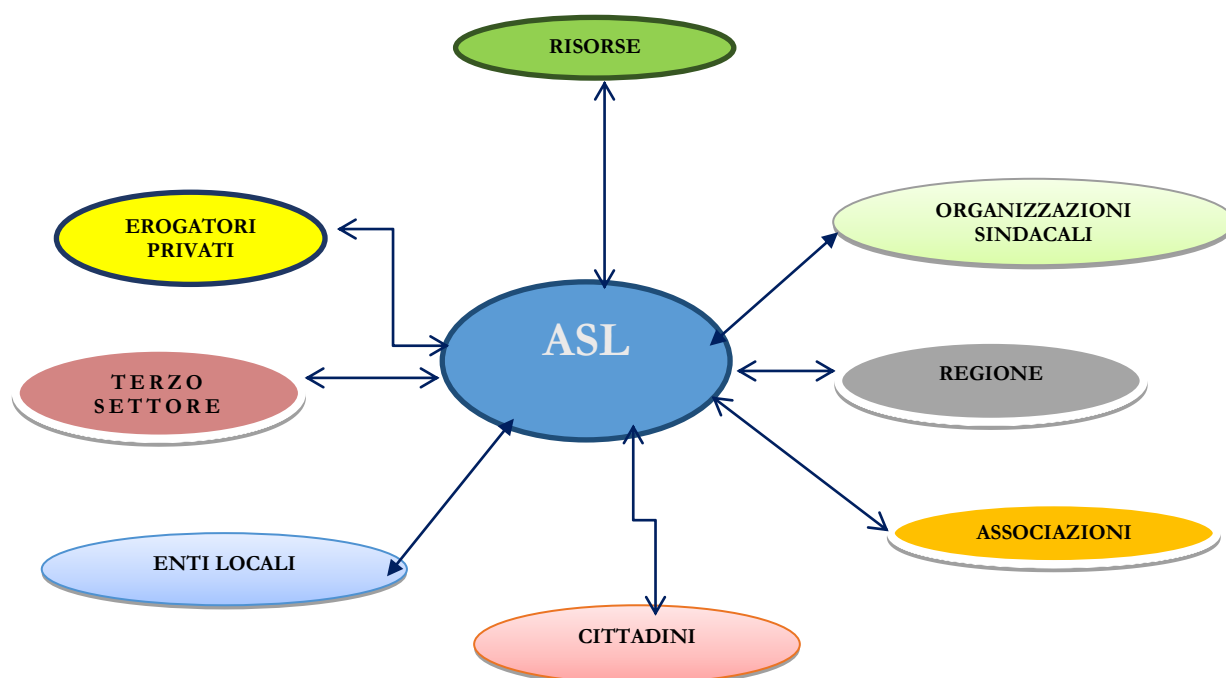 RISORSE
EROGATORI
PRIVATI
ORGANIZZAZIONI
SINDACALI
ASL
TERZO
SETTORE
REGIONE
ENTI LOCALI
ASSOCIAZIONI
CITTADINI